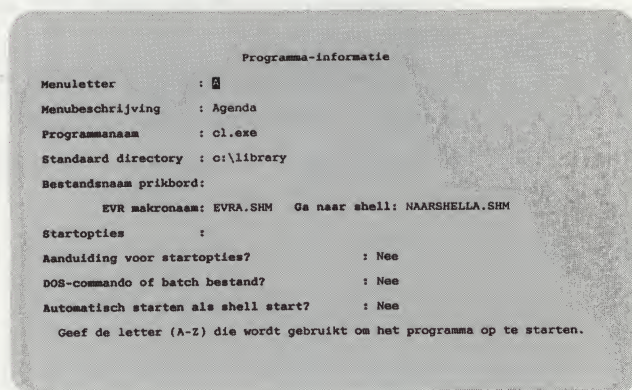 Programma-informatie
Menuletter : A
Menubeschrijving : Agenda
Programmanaam : cl.exe
Standaard directory : c:\library
Bestandsnaam prikbord:
EVR makronaam: EVRA.SHM Ga naar shell: NAARSHELLA.SHM
Startopties :
Aanduiding voor startopties? : Nee
DOS-commando of batch bestand? : Nee
Automatisch starten als shell start? : Nee
Geef de letter (A-Z) die wordt gebruikt om het programma op te starten.